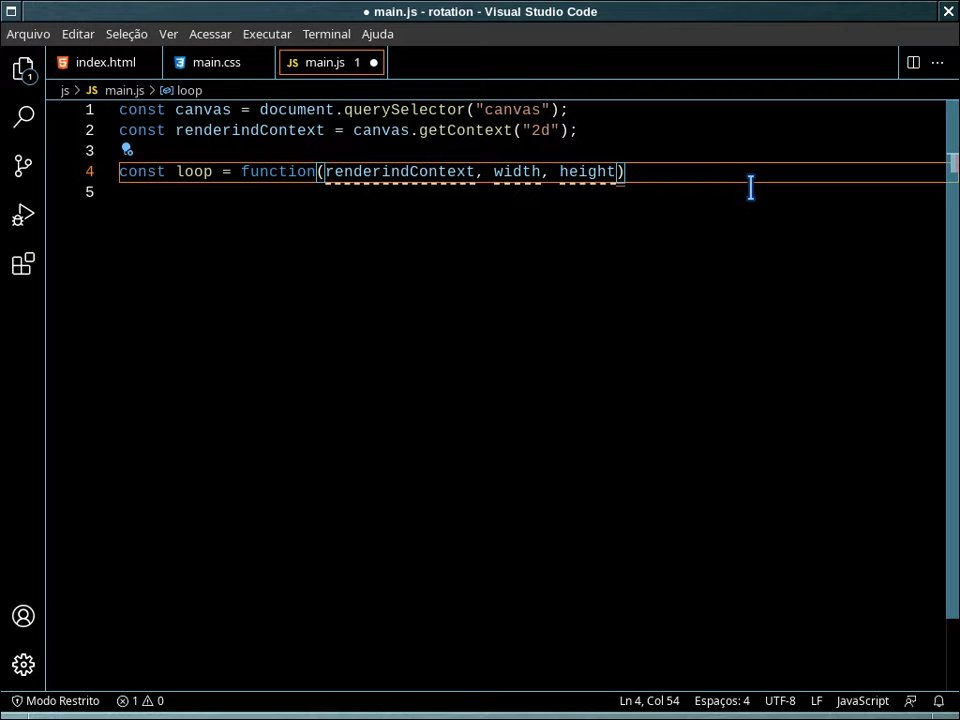 ● main.js - rotation - Visual Studio Code
Arquivo Editar Seleção Ver Acessar Executar Terminal Ajuda
index.html main.css JS main.js 1 ●
js > JS main.js > loop
1 const canvas = document.querySelector("canvas");
2 const renderindContext = canvas.getContext("2d");
3
4 const loop = function(renderindContext, width, height)
5
1
Modo Restrito 1 0 Ln 4, Col 54 Espaços: 4 UTF-8 LF JavaScript